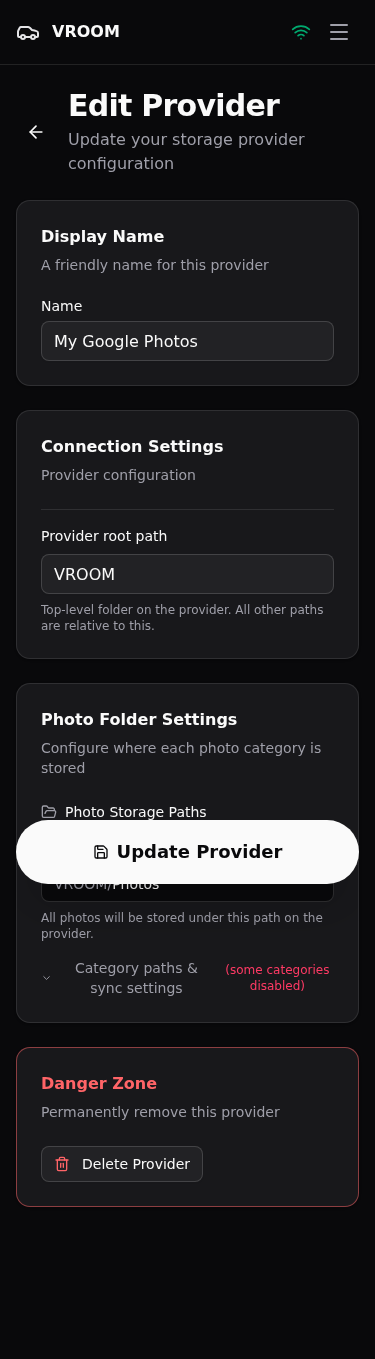 VROOM
Edit Provider
Update your storage provider
configuration
Display Name
A friendly name for this provider
Name
My Google Photos
Connection Settings
Provider configuration
Provider root path
VROOM
Top-level folder on the provider. All other paths
are relative to this.
Photo Folder Settings
Configure where each photo category is
stored
Photo Storage Paths
Update Provider
VROOM/Photos
All photos will be stored under this path on the
provider.
Category paths &
sync settings
(some categories
disabled)
Danger Zone
Permanently remove this provider
Delete Provider